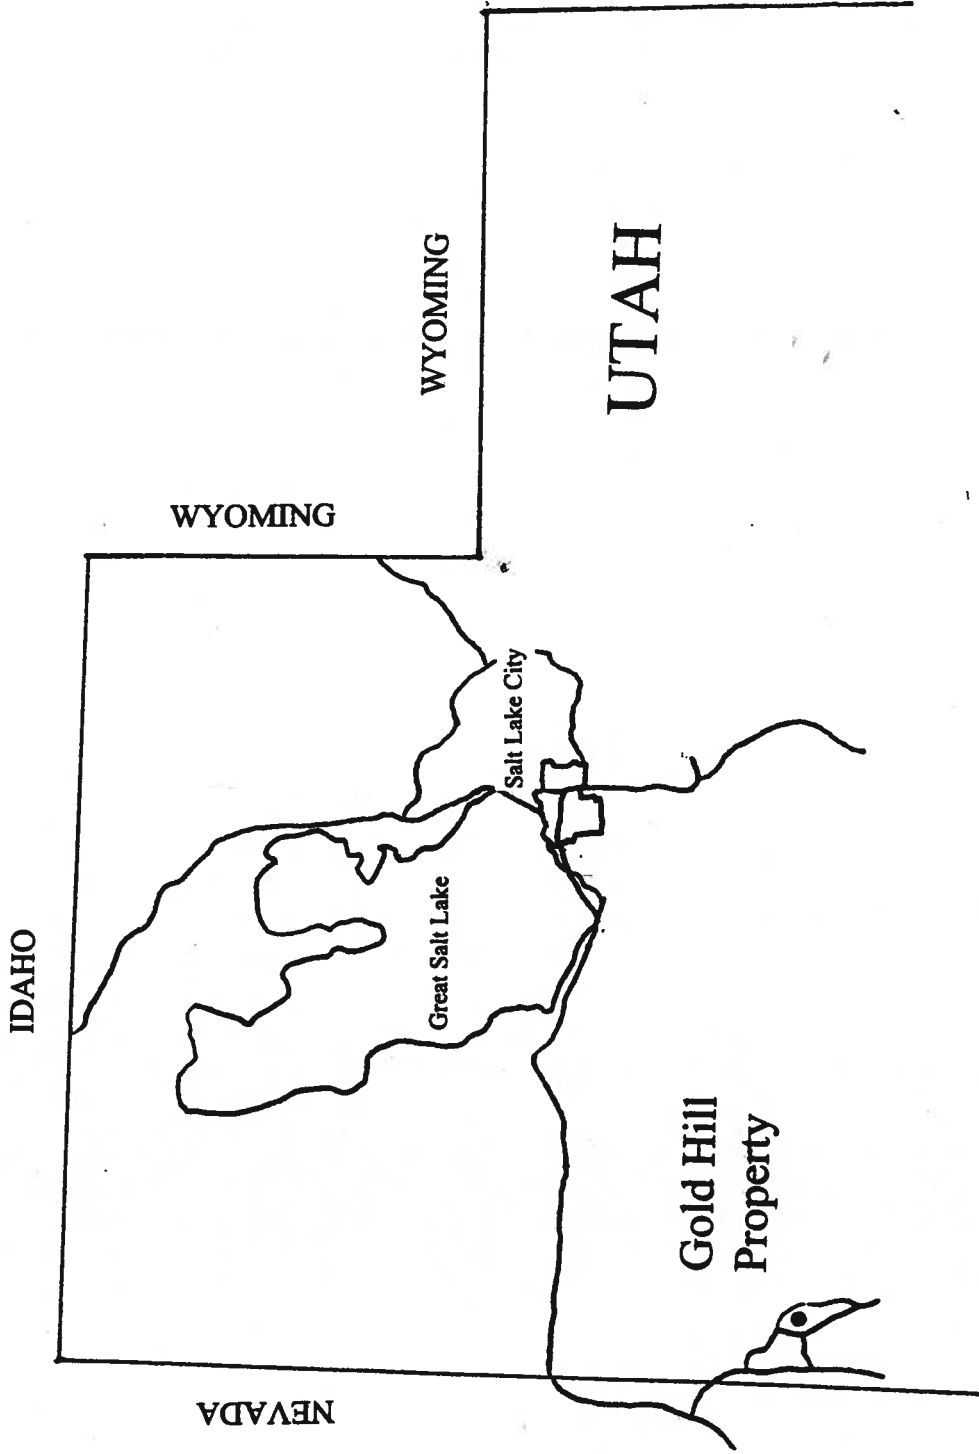 IDAHO
WYOMING
WYOMING
UTAH
Salt Lake City
Great Salt Lake
Gold Hill
Property
NEVADA